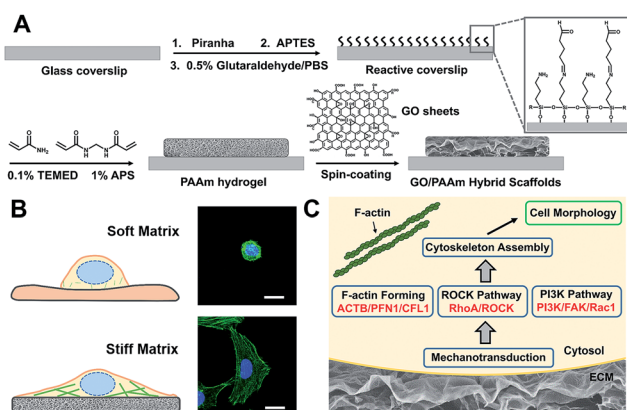 A
Glass coverslip
1. Piranha 2. APTES
3. 0.5% Glutaraldehyde/PBS
Reactive coverslip
GO sheets
0.1% TEMED 1% APS
PAAm hydrogel
Spin-coating
GO/PAAm Hybrid Scaffolds
B
Soft Matrix
Stiff Matrix
C
F-actin
Cell Morphology
Cytoskeleton Assembly
F-actin Forming
ACTB/PFN1/CFL1
ROCK Pathway
RhoA/ROCK
PI3K Pathway
PI3K/FAK/Rac1
Mechanotransduction
Cytosol
ECM